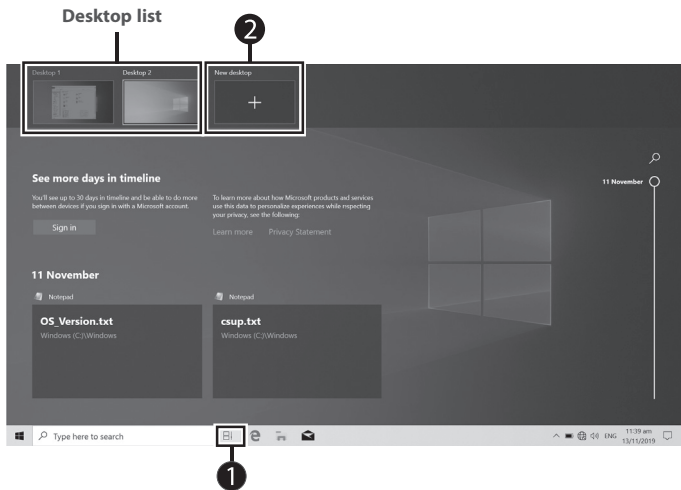 Desktop list
2
Desktop 1
Desktop 2
New desktop
See more days in timeline
You'll see up to 30 days in timeline and be able to do more
between devices if you sign in with a Microsoft account.
Sign in
To learn more about how Microsoft products and services
use this data to personalize experiences while respecting
your privacy, see the following:
Learn more Privacy Statement
11 November
11 November
Notepad
OS_Version.txt
Windows (C:)\Windows
Notepad
csup.txt
Windows (C:)\Windows
Type here to search
ENG
11:39 am
13/11/2019
1